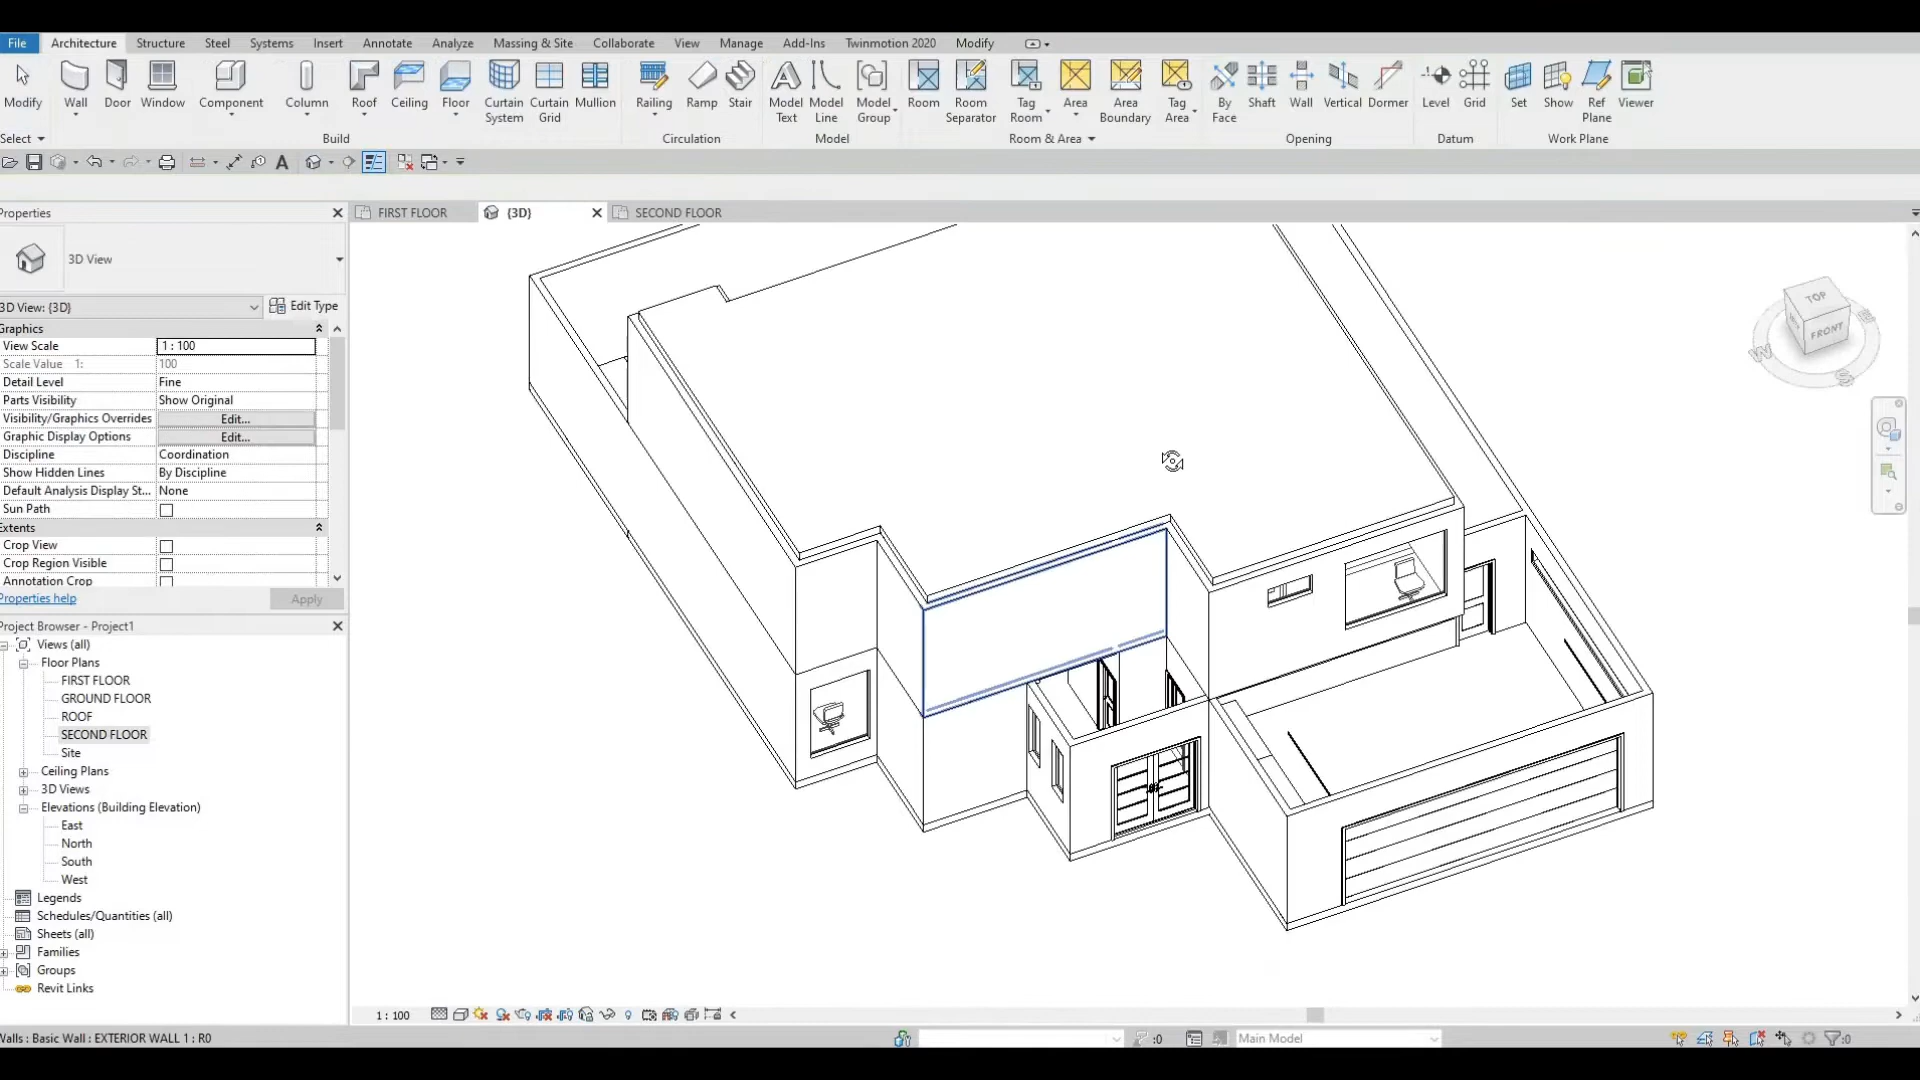 File Architecture Structure Steel Systems Insert Annotate Analyze Massing & Site Collaborate View Manage Add-Ins Twinmotion 2020 Modify
Modify Wall Door Window Component Column Roof Ceiling Floor Curtain System Curtain Grid Mullion Railing Ramp Stair Model Text Model Line Model Group Room Room Separator Tag Room Area Area Boundary Tag Area By Face Shaft Wall Vertical Dormer Level Grid Set Show Ref Plane Viewer
Select Build Circulation Model Room & Area Opening Datum Work Plane
Properties
FIRST FLOOR
{3D}
SECOND FLOOR
3D View
3D View: {3D}
Edit Type
Graphics
View Scale 1 : 100
Scale Value 1: 100
Detail Level Fine
Parts Visibility Show Original
Visibility/Graphics Overrides Edit...
Graphic Display Options Edit...
Discipline Coordination
Show Hidden Lines By Discipline
Default Analysis Display St... None
Sun Path
Extents
Crop View
Crop Region Visible
Annotation Crop
Properties help
Apply
Project Browser - Project1
Views (all)
Floor Plans
FIRST FLOOR
GROUND FLOOR
ROOF
SECOND FLOOR
Site
Ceiling Plans
3D Views
Elevations (Building Elevation)
East
North
South
West
Legends
Schedules/Quantities (all)
Sheets (all)
Families
Groups
Revit Links
TOP
FRONT
W
S
E
1 : 100
Walls : Basic Wall : EXTERIOR WALL 1 : R0
:0
Main Model
:0